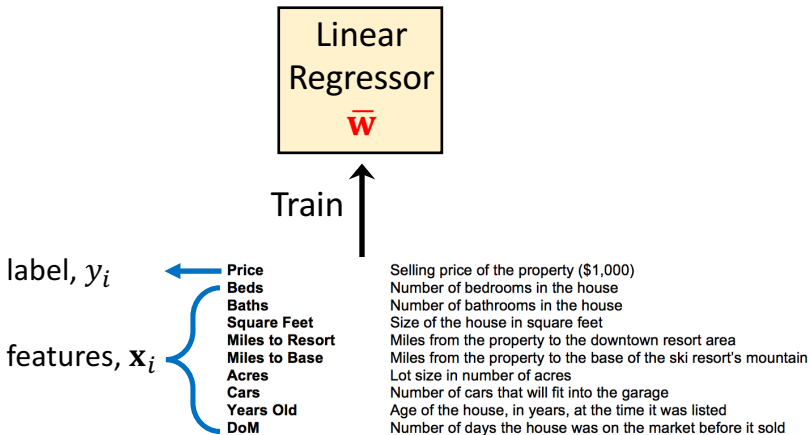 Linear
Regressor
w̅
Train
label, yᵢ
Price Selling price of the property ($1,000)
Beds Number of bedrooms in the house
Baths Number of bathrooms in the house
Square Feet Size of the house in square feet
Miles to Resort Miles from the property to the downtown resort area
features, xᵢ
Miles to Base Miles from the property to the base of the ski resort's mountain
Acres Lot size in number of acres
Cars Number of cars that will fit into the garage
Years Old Age of the house, in years, at the time it was listed
DoM Number of days the house was on the market before it sold